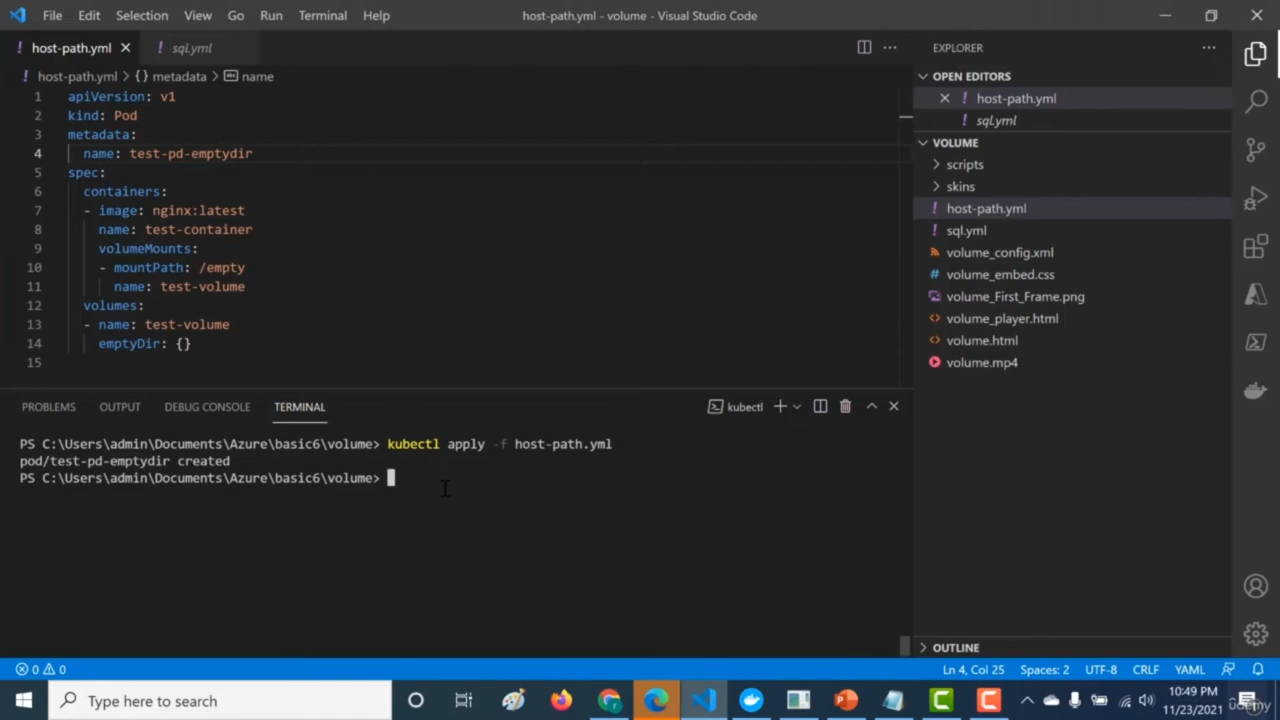 File Edit Selection View Go Run Terminal Help
host-path.yml - volume - Visual Studio Code
! host-path.yml ×
! sql.yml
! host-path.yml > {} metadata > name
1 apiVersion: v1
2 kind: Pod
3 metadata:
4 name: test-pd-emptydir
5 spec:
6 containers:
7 - image: nginx:latest
8 name: test-container
9 volumeMounts:
10 - mountPath: /empty
11 name: test-volume
12 volumes:
13 - name: test-volume
14 emptyDir: {}
15
PROBLEMS OUTPUT DEBUG CONSOLE TERMINAL
kubectl
PS C:\Users\admin\Documents\Azure\basic6\volume> kubectl apply -f host-path.yml
pod/test-pd-emptydir created
PS C:\Users\admin\Documents\Azure\basic6\volume>
EXPLORER
OPEN EDITORS
× ! host-path.yml
! sql.yml
VOLUME
> scripts
> skins
! host-path.yml
! sql.yml
volume_config.xml
# volume_embed.css
volume_First_Frame.png
<> volume_player.html
<> volume.html
volume.mp4
> OUTLINE
0 0
Ln 4, Col 25 Spaces: 2 UTF-8 CRLF YAML
Type here to search
10:49 PM
11/23/2021
udemy